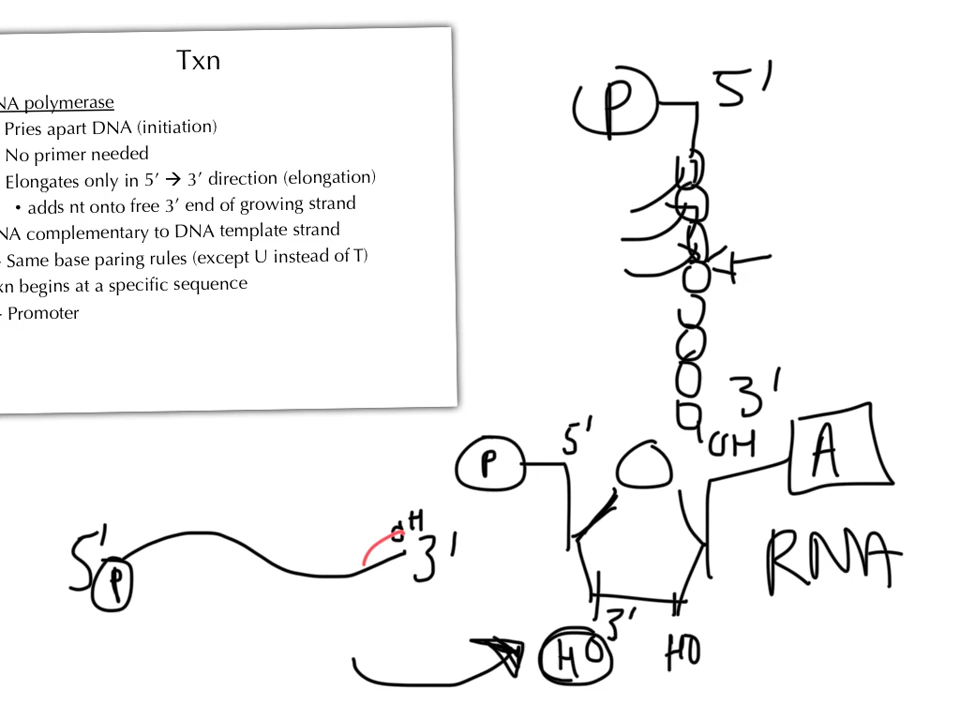 Txn
NA polymerase
Pries apart DNA (initiation)
No primer needed
Elongates only in 5′ → 3′ direction (elongation)
• adds nt onto free 3′ end of growing strand
NA complementary to DNA template strand
- Same base paring rules (except U instead of T)
xn begins at a specific sequence
- Promoter
P 5'
3'
OH
P 5' O A
RNA
3'
HO HO
5' P
OH 3'